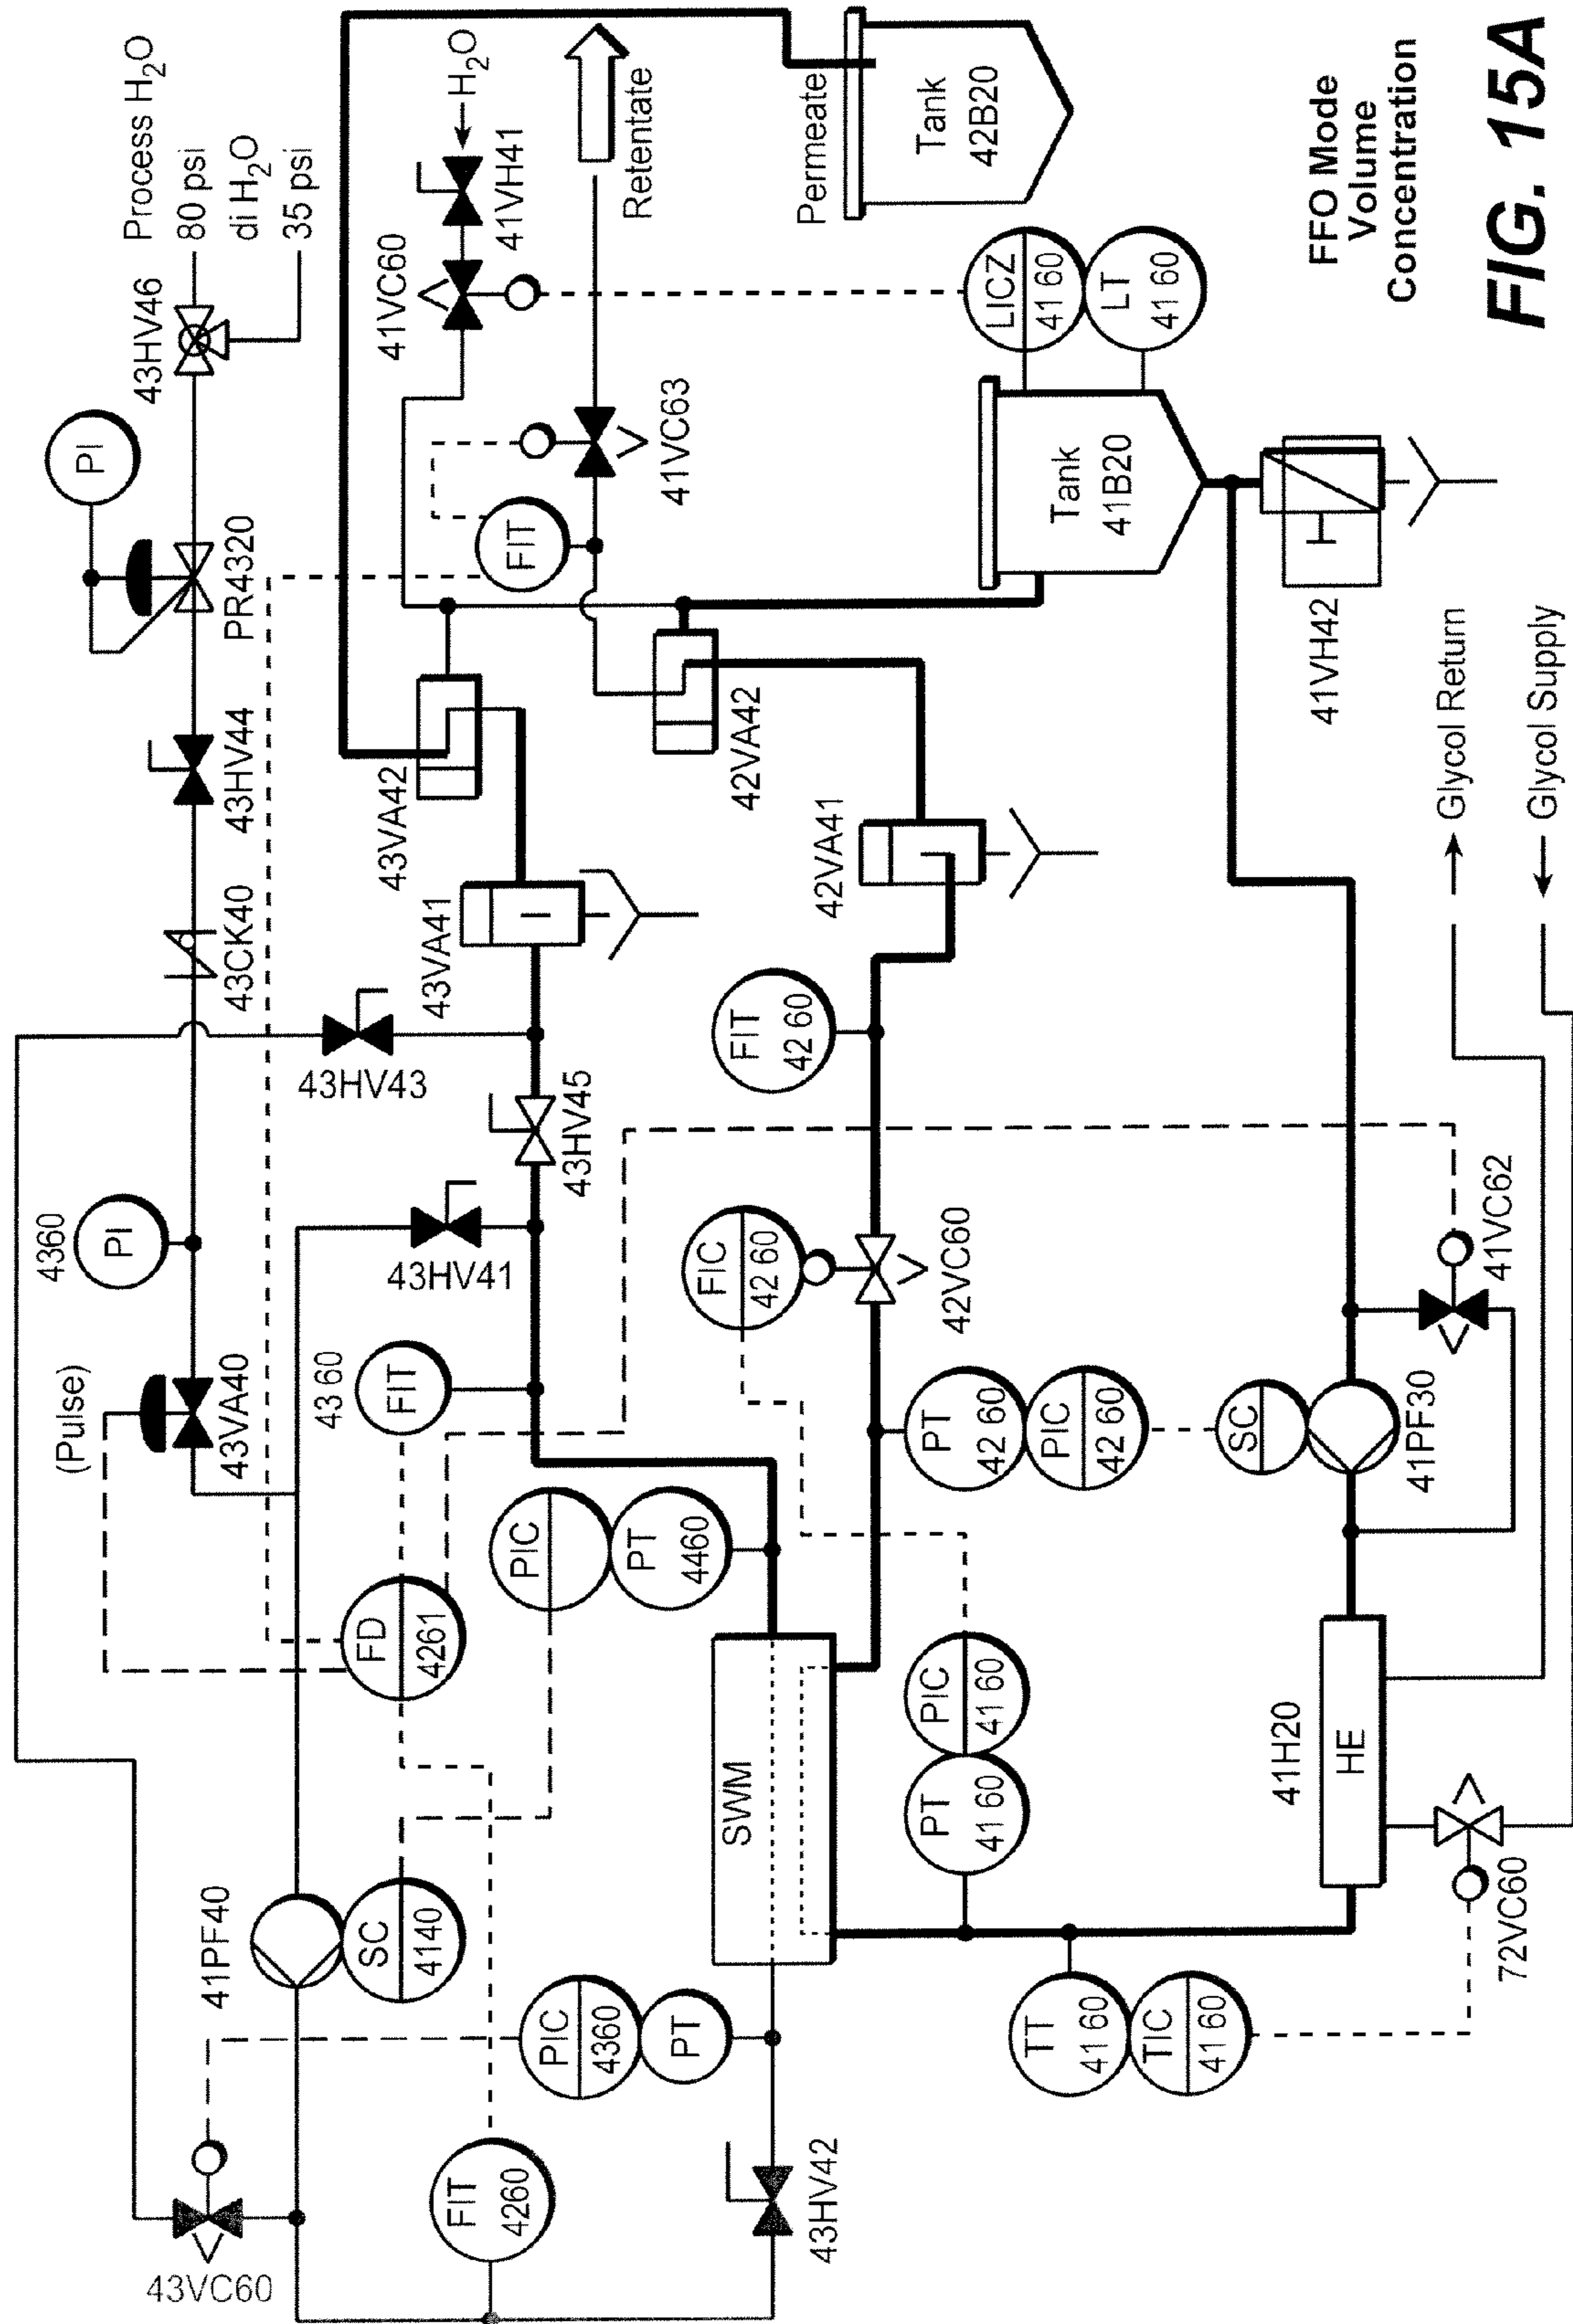 Process H2O
80 psi
di H2O
35 psi
43HV46
PI
PR4320
43HV44
43CK40
4360
PI
(Pulse)
43VA40
H2O
41VH41
41VC60
Retentate
41VC63
FIT
Permeate
Tank
42B20
43VA42
42VA42
43VA41
42VA41
43HV43
43HV45
43HV41
43 60
FIT
FD
4261
41PF40
SC
4140
PIC
PT
4460
PIC
4360
PT
43VC60
FIT
4260
43HV42
SWM
FIT
42 60
FIC
42 60
42VC60
PT
42 60
PIC
42 60
SC
41PF30
41VC62
PT
41 60
PIC
41 60
TT
41 60
TIC
41 60
72VC60
41H20
HE
LICZ
41 60
LT
41 60
Tank
41B20
41VH42
Glycol Return
Glycol Supply
FFO Mode
Volume
Concentration
FIG. 15A